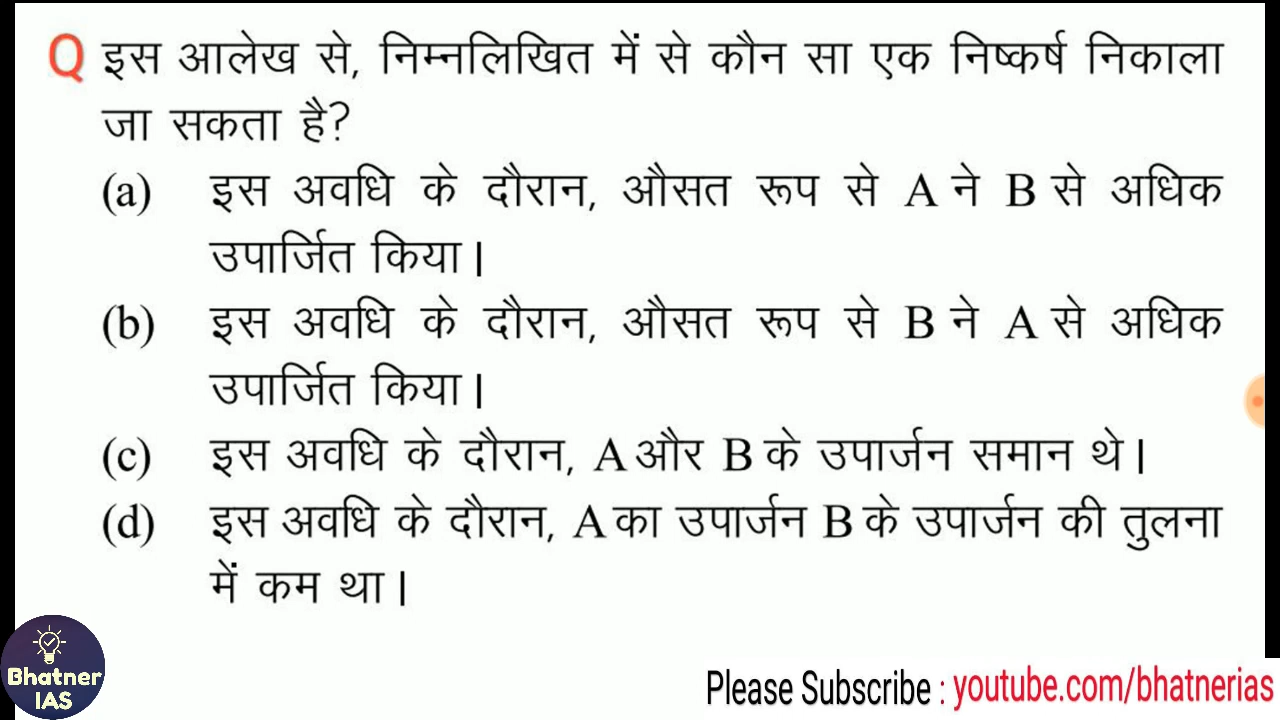 Q इस आलेख से, निम्नलिखित में से कौन सा एक निष्कर्ष निकाला
जा सकता है?
(a) इस अवधि के दौरान, औसत रूप से A ने B से अधिक
उपार्जित किया।
(b) इस अवधि के दौरान, औसत रूप से B ने A से अधिक
उपार्जित किया।
(c) इस अवधि के दौरान, A और B के उपार्जन समान थे।
(d) इस अवधि के दौरान, A का उपार्जन B के उपार्जन की तुलना
में कम था।
Bhatner
IAS
Please Subscribe : youtube.com/bhatnerias